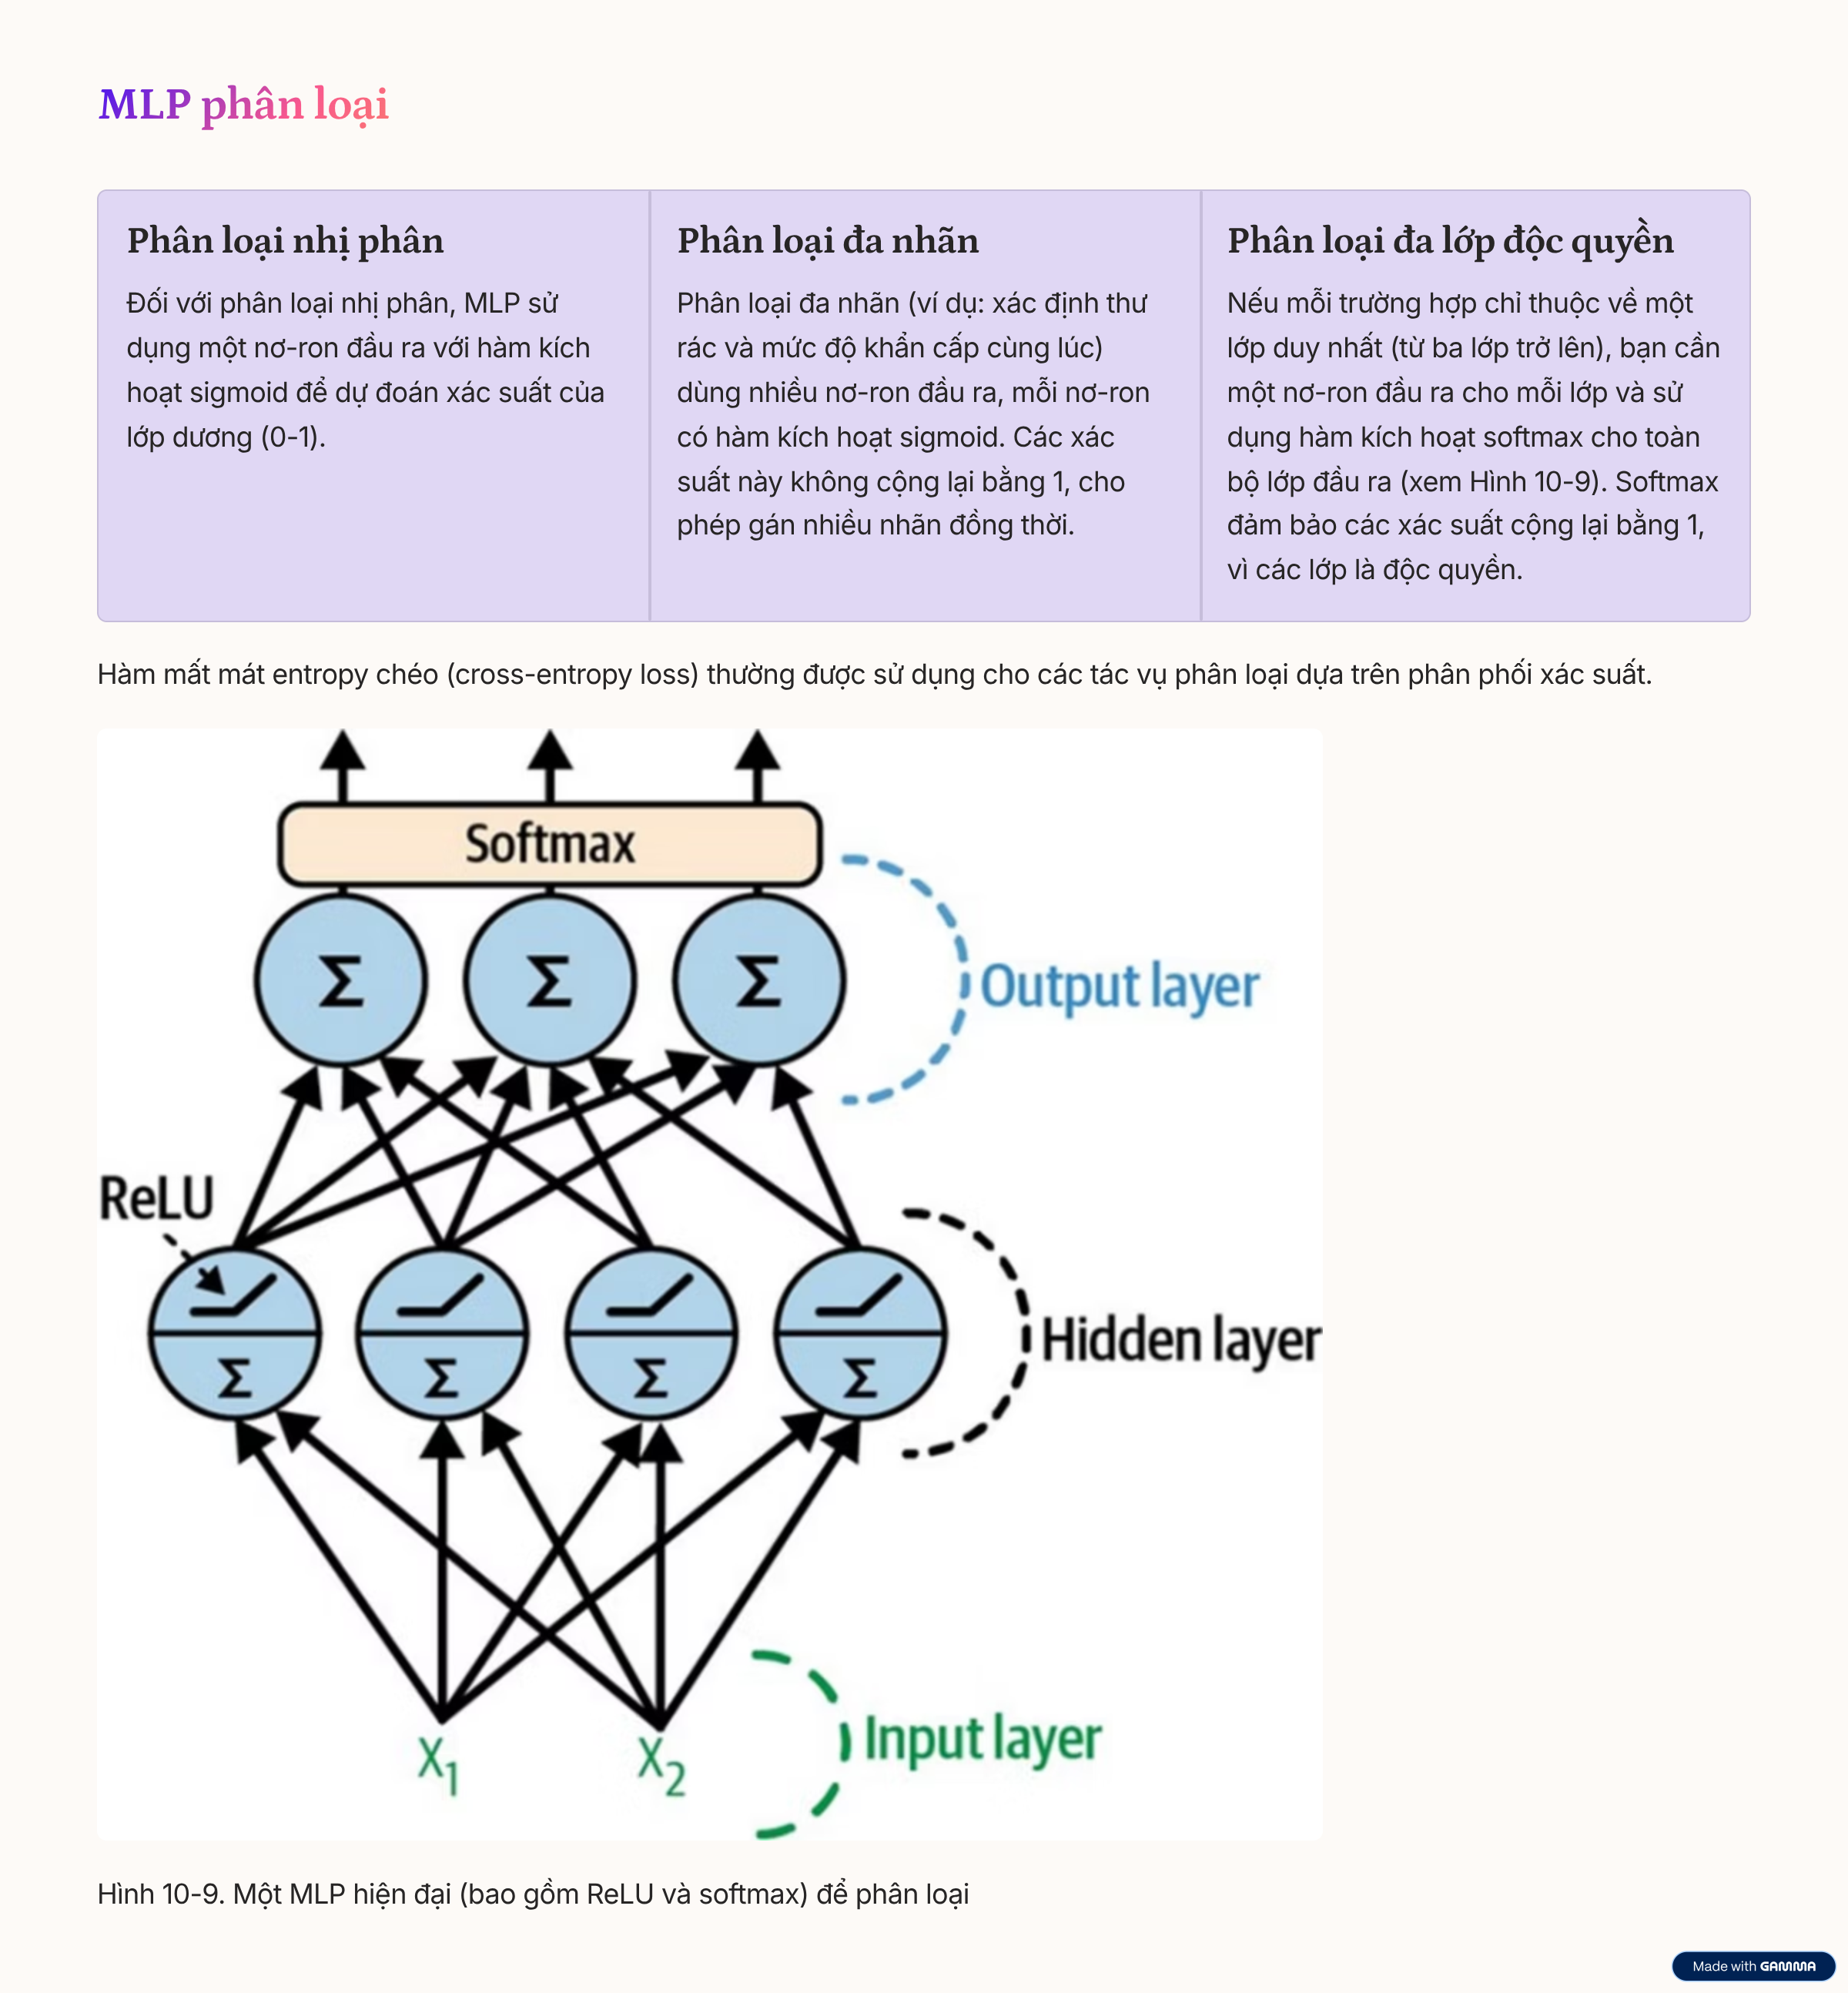 MLP phân loại
Phân loại nhị phân
Đối với phân loại nhị phân, MLP sử
dụng một nơ-ron đầu ra với hàm kích
hoạt sigmoid để dự đoán xác suất của
lớp dương (0-1).
Phân loại đa nhãn
Phân loại đa nhãn (ví dụ: xác định thư
rác và mức độ khẩn cấp cùng lúc)
dùng nhiều nơ-ron đầu ra, mỗi nơ-ron
có hàm kích hoạt sigmoid. Các xác
suất này không cộng lại bằng 1, cho
phép gán nhiều nhãn đồng thời.
Phân loại đa lớp độc quyền
Nếu mỗi trường hợp chỉ thuộc về một
lớp duy nhất (từ ba lớp trở lên), bạn cần
một nơ-ron đầu ra cho mỗi lớp và sử
dụng hàm kích hoạt softmax cho toàn
bộ lớp đầu ra (xem Hình 10-9). Softmax
đảm bảo các xác suất cộng lại bằng 1,
vì các lớp là độc quyền.
Hàm mất mát entropy chéo (cross-entropy loss) thường được sử dụng cho các tác vụ phân loại dựa trên phân phối xác suất.
Softmax
Σ Σ Σ
Output layer
ReLU
Σ Σ Σ Σ
Hidden layer
X1 X2
Input layer
Hình 10-9. Một MLP hiện đại (bao gồm ReLU và softmax) để phân loại
Made with GAMMA